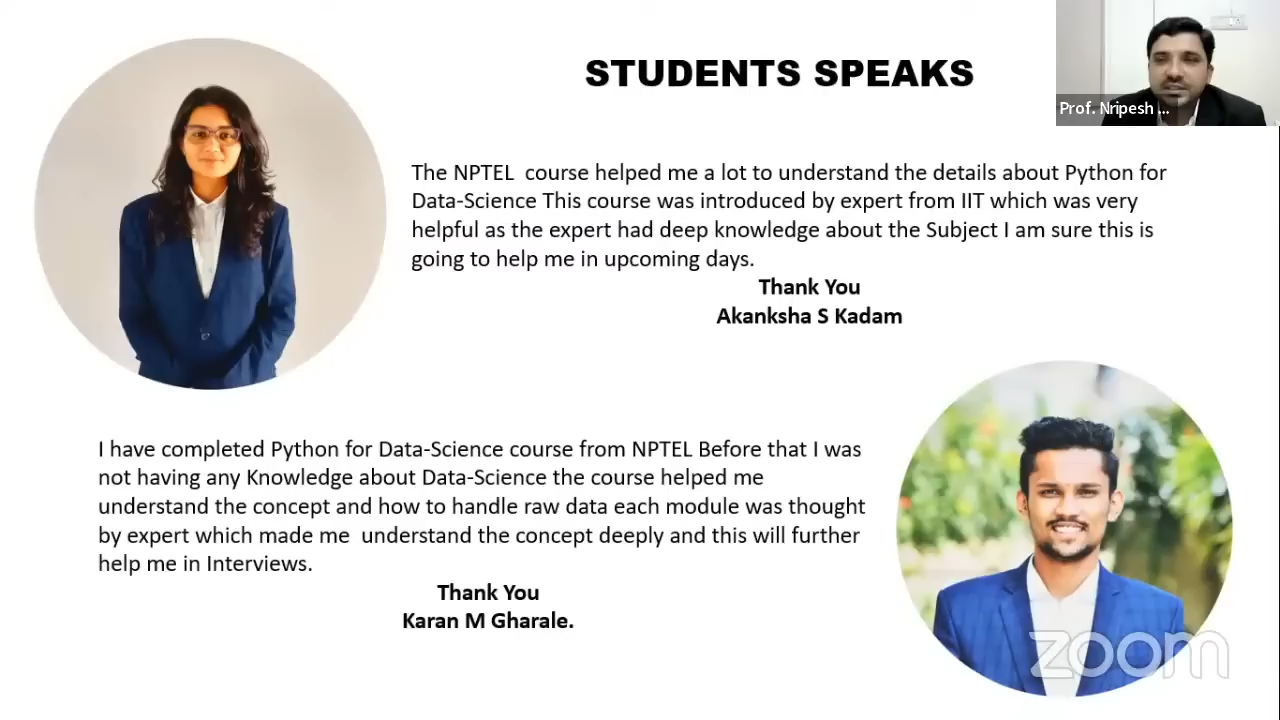 STUDENTS SPEAKS
Prof. Nripesh ...
The NPTEL  course helped me a lot to understand the details about Python for
Data-Science This course was introduced by expert from IIT which was very
helpful as the expert had deep knowledge about the Subject I am sure this is
going to help me in upcoming days.
Thank You
Akanksha S Kadam
I have completed Python for Data-Science course from NPTEL Before that I was
not having any Knowledge about Data-Science the course helped me
understand the concept and how to handle raw data each module was thought
by expert which made me  understand the concept deeply and this will further
help me in Interviews.
Thank You
Karan M Gharale.
zoom